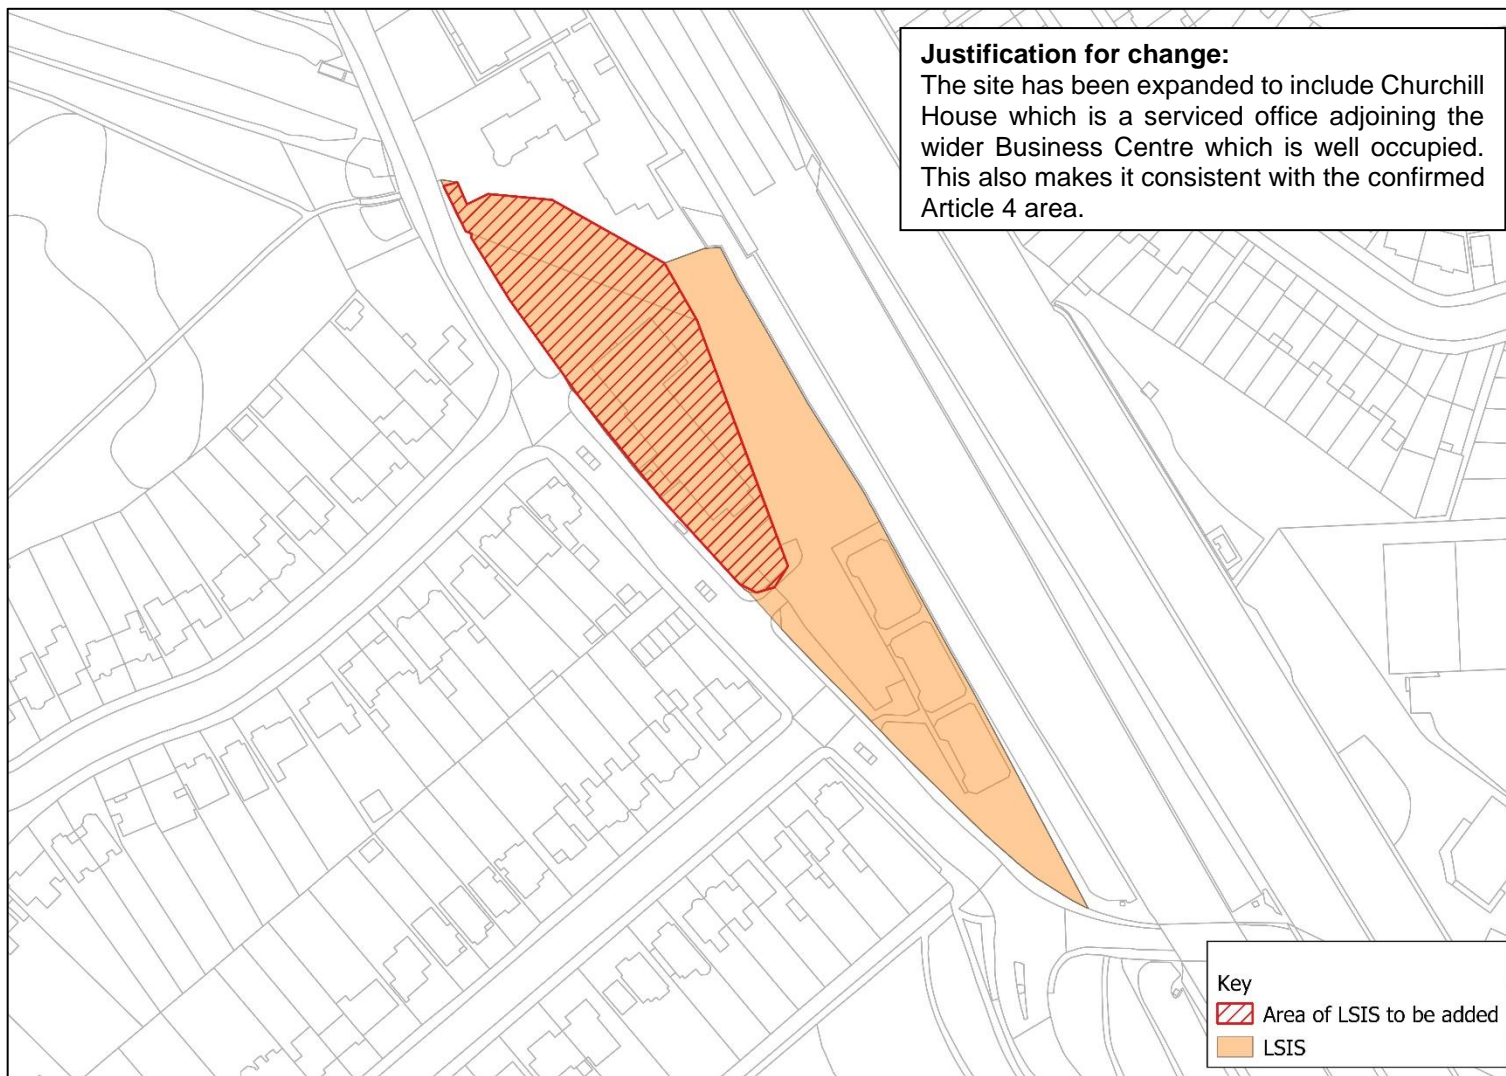 Justification for change:
The site has been expanded to include Churchill
House which is a serviced office adjoining the
wider Business Centre which is well occupied.
This also makes it consistent with the confirmed
Article 4 area.
Key
Area of LSIS to be added
LSIS